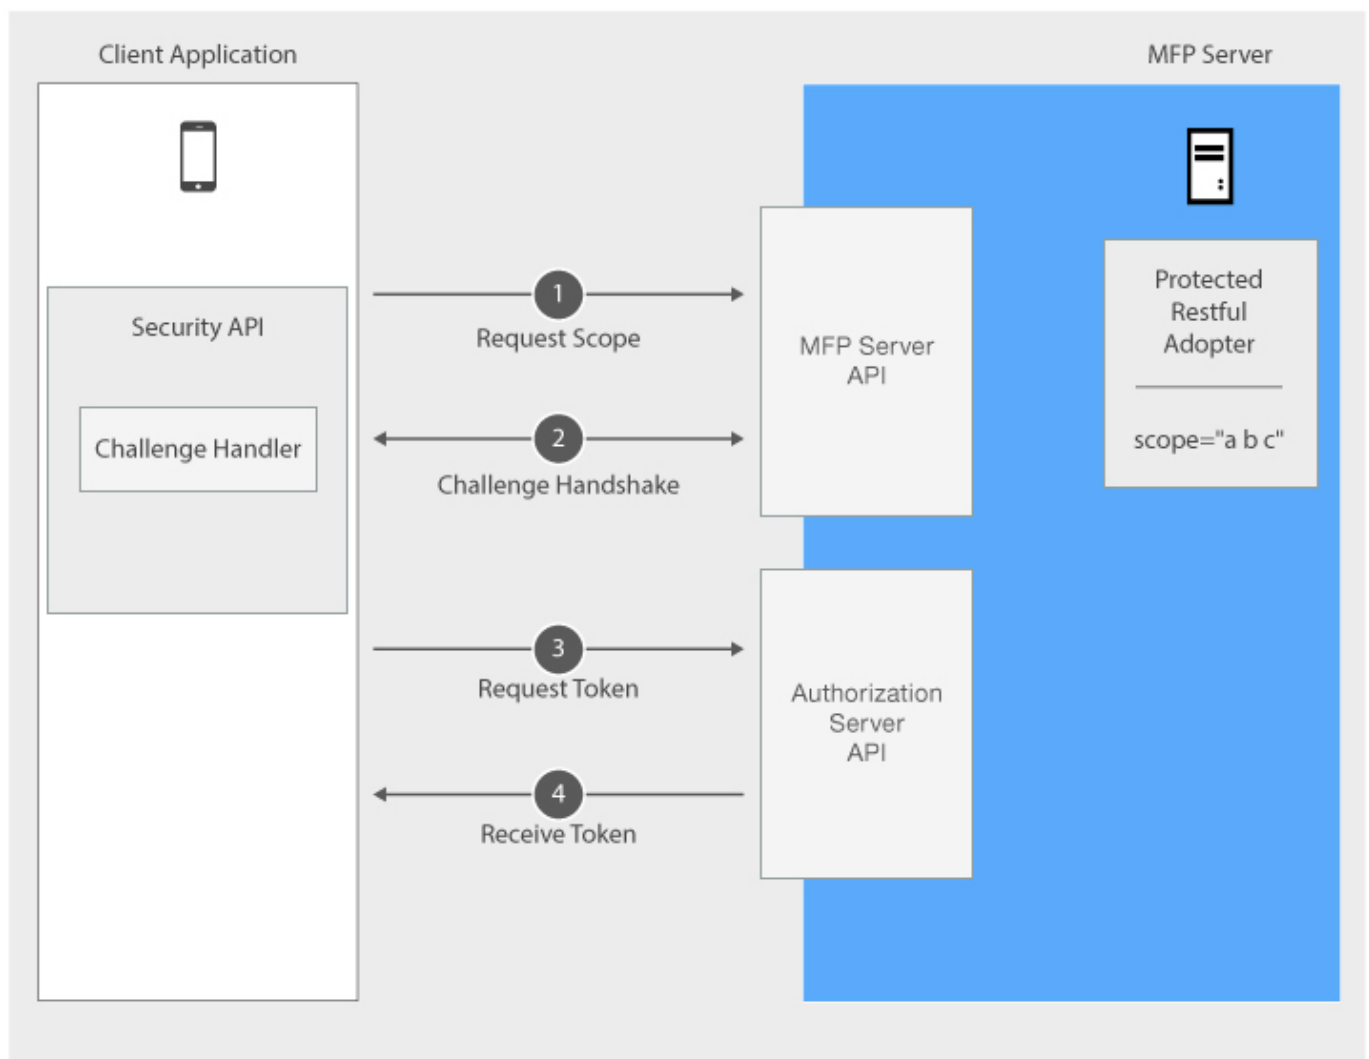 Client Application
MFP Server
Security API
Challenge Handler
1
Request Scope
2
Challenge Handshake
3
Request Token
4
Receive Token
MFP Server
API
Authorization
Server
API
Protected
Restful
Adopter
scope="a b c"